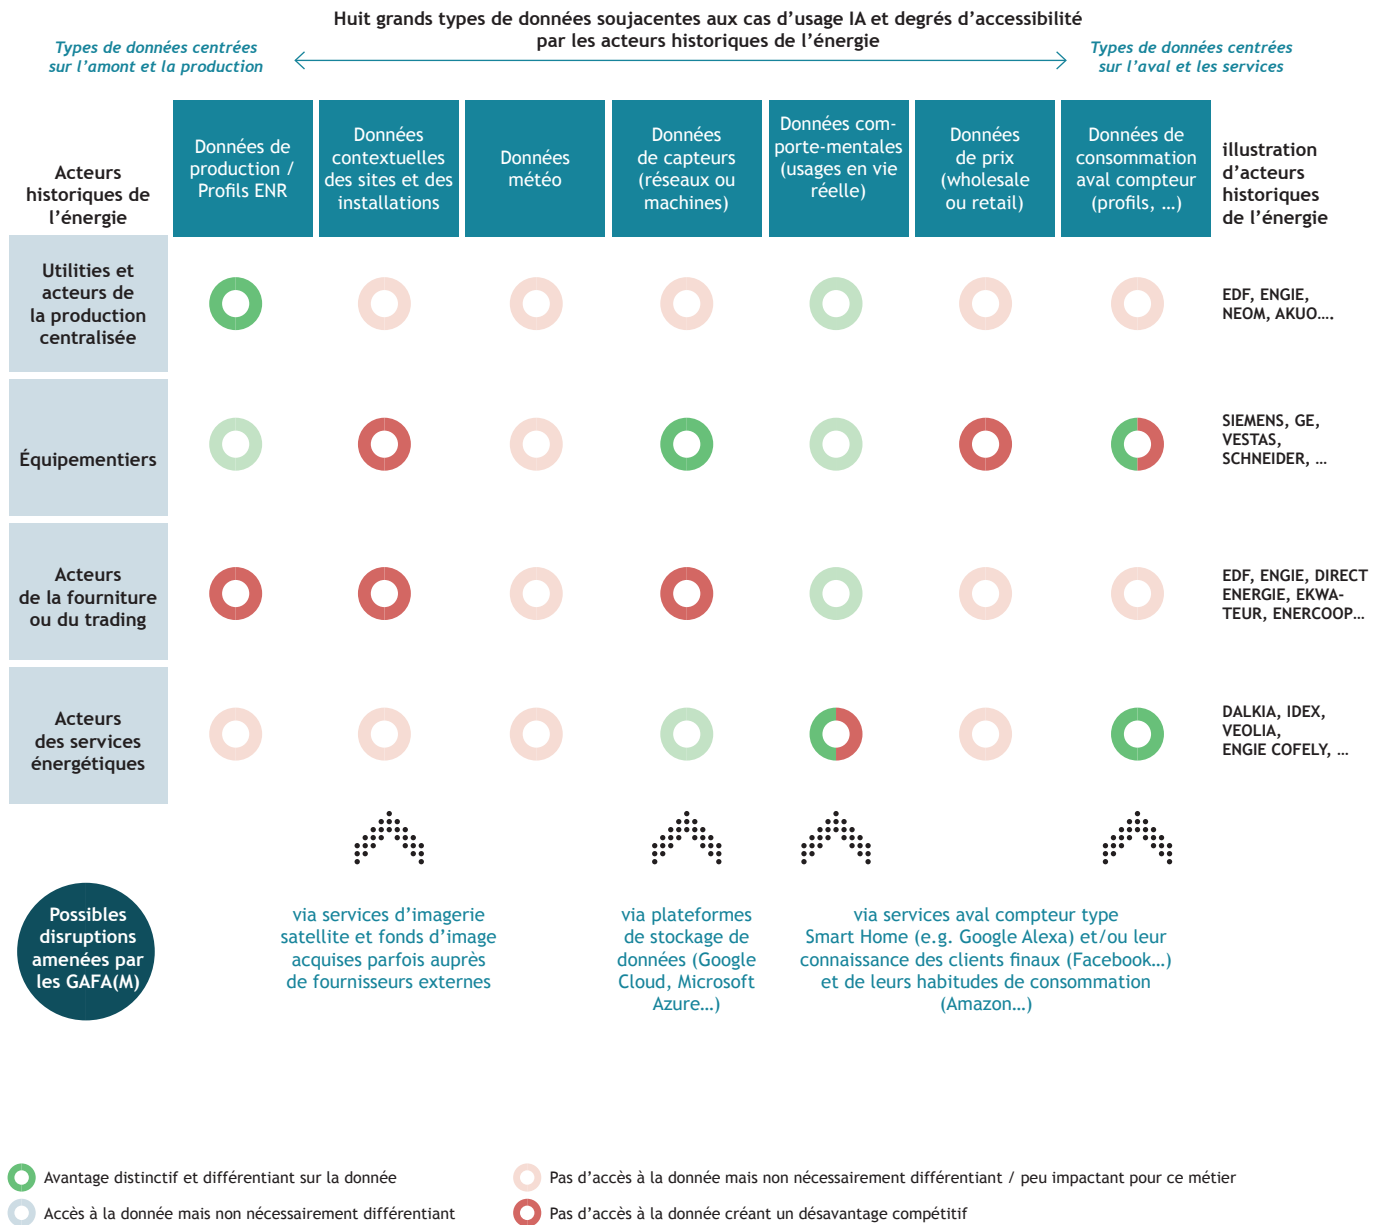 Huit grands types de données soujacentes aux cas d’usage IA et degrés d’accessibilité
par les acteurs historiques de l’énergie
Types de données centrées
sur l’amont et la production
Types de données centrées
sur l’aval et les services
Acteurs
historiques de
l’énergie
Données de
production /
Profils ENR
Données
contextuelles
des sites et des
installations
Données
météo
Données
de capteurs
(réseaux ou
machines)
Données com-
porte-mentales
(usages en vie
réelle)
Données
de prix
(wholesale
ou retail)
Données de
consommation
aval compteur
(profils, …)
illustration
d’acteurs
historiques
de l’énergie
Utilities et
acteurs de
la production
centralisée
EDF, ENGIE,
NEOM, AKUO….
Équipementiers
SIEMENS, GE,
VESTAS,
SCHNEIDER, …
Acteurs
de la fourniture
ou du trading
EDF, ENGIE, DIRECT
ENERGIE, EKWA-
TEUR, ENERCOOP…
Acteurs
des services
énergétiques
DALKIA, IDEX,
VEOLIA,
ENGIE COFELY, …
Possibles
disruptions
amenées par
les GAFA(M)
via services d’imagerie
satellite et fonds d’image
acquises parfois auprès
de fournisseurs externes
via plateformes
de stockage de
données (Google
Cloud, Microsoft
Azure…)
via services aval compteur type
Smart Home (e.g. Google Alexa) et/ou leur
connaissance des clients finaux (Facebook…)
et de leurs habitudes de consommation
(Amazon…)
Avantage distinctif et différentiant sur la donnée
Pas d’accès à la donnée mais non nécessairement différentiant / peu impactant pour ce métier
Accès à la donnée mais non nécessairement différentiant
Pas d’accès à la donnée créant un désavantage compétitif